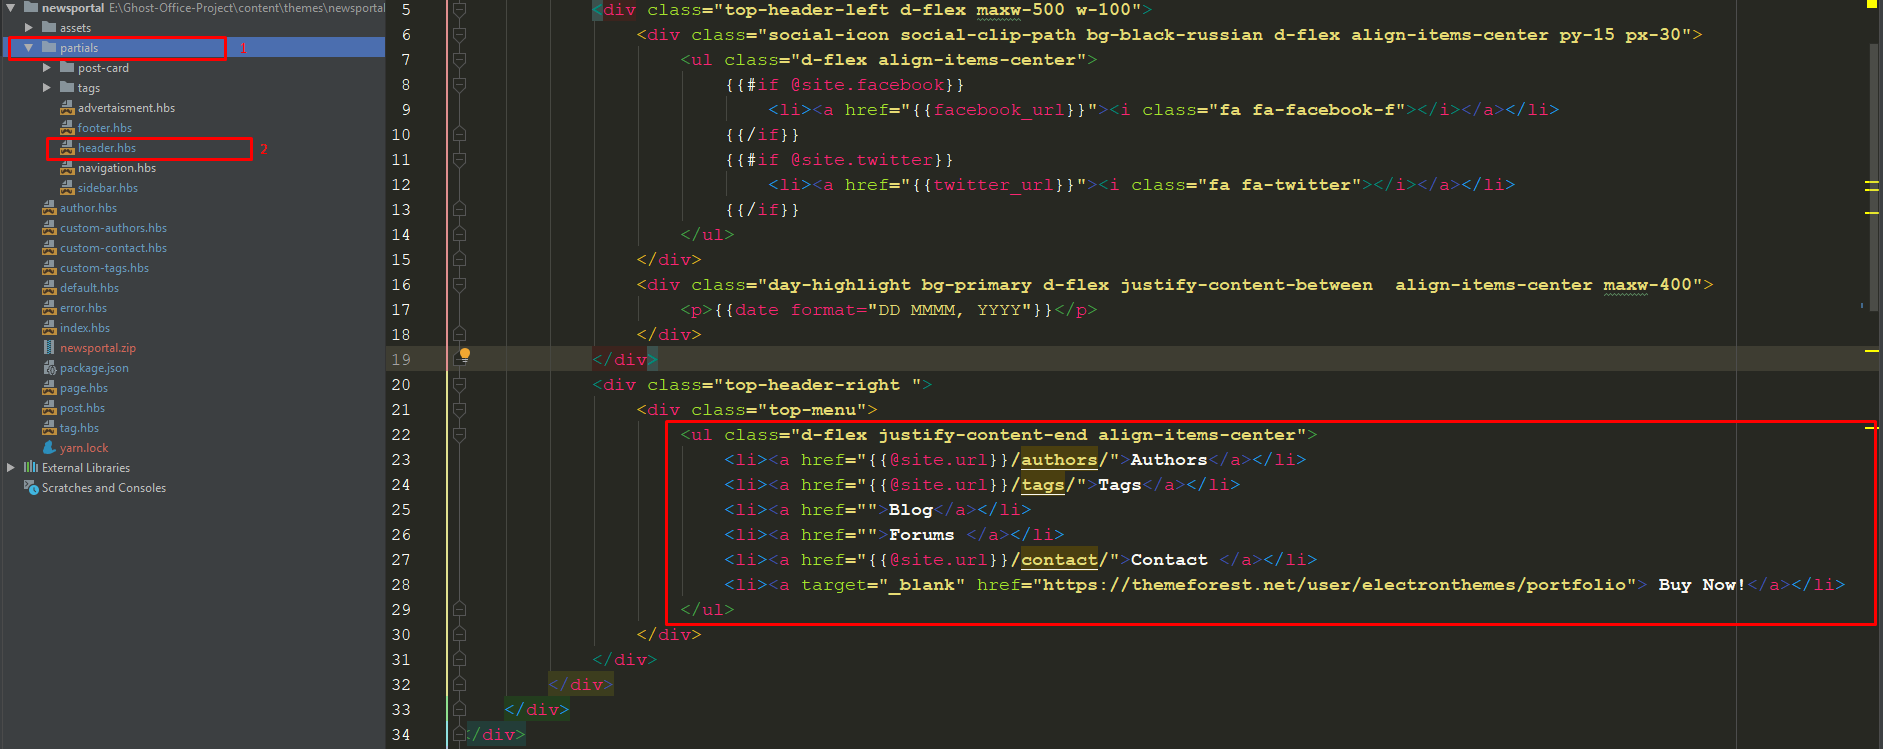 newsportal E:\Ghost-Office-Project\content\themes\newsportal
assets
partials 1
post-card
tags
advertaisment.hbs
footer.hbs
header.hbs 2
navigation.hbs
sidebar.hbs
author.hbs
custom-authors.hbs
custom-contact.hbs
custom-tags.hbs
default.hbs
error.hbs
index.hbs
newsportal.zip
package.json
page.hbs
post.hbs
tag.hbs
yarn.lock
External Libraries
Scratches and Consoles
5 <div class="top-header-left d-flex maxw-500 w-100">
6 <div class="social-icon social-clip-path bg-black-russian d-flex align-items-center py-15 px-30">
7 <ul class="d-flex align-items-center">
8 {{#if @site.facebook}}
9 <li><a href="{{facebook_url}}"><i class="fa fa-facebook-f"></i></a></li>
10 {{/if}}
11 {{#if @site.twitter}}
12 <li><a href="{{twitter_url}}"><i class="fa fa-twitter"></i></a></li>
13 {{/if}}
14 </ul>
15 </div>
16 <div class="day-highlight bg-primary d-flex justify-content-between  align-items-center maxw-400">
17 <p>{{date format="DD MMMM, YYYY"}}</p>
18 </div>
19 </div>
20 <div class="top-header-right ">
21 <div class="top-menu">
22 <ul class="d-flex justify-content-end align-items-center">
23 <li><a href="{{@site.url}}/authors/">Authors</a></li>
24 <li><a href="{{@site.url}}/tags/">Tags</a></li>
25 <li><a href="">Blog</a></li>
26 <li><a href="">Forums </a></li>
27 <li><a href="{{@site.url}}/contact/">Contact </a></li>
28 <li><a target="_blank" href="https://themeforest.net/user/electronthemes/portfolio"> Buy Now!</a></li>
29 </ul>
30 </div>
31 </div>
32 </div>
33 </div>
34 </div>